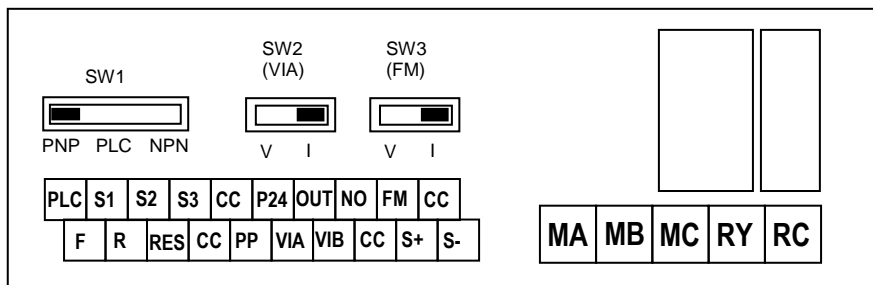 SW1
SW2
(VIA)
SW3
(FM)
PNP PLC NPN
V I
V I
PLC S1 S2 S3 CC P24 OUT NO FM CC
F R RES CC PP VIA VIB CC S+ S-
MA MB MC RY RC